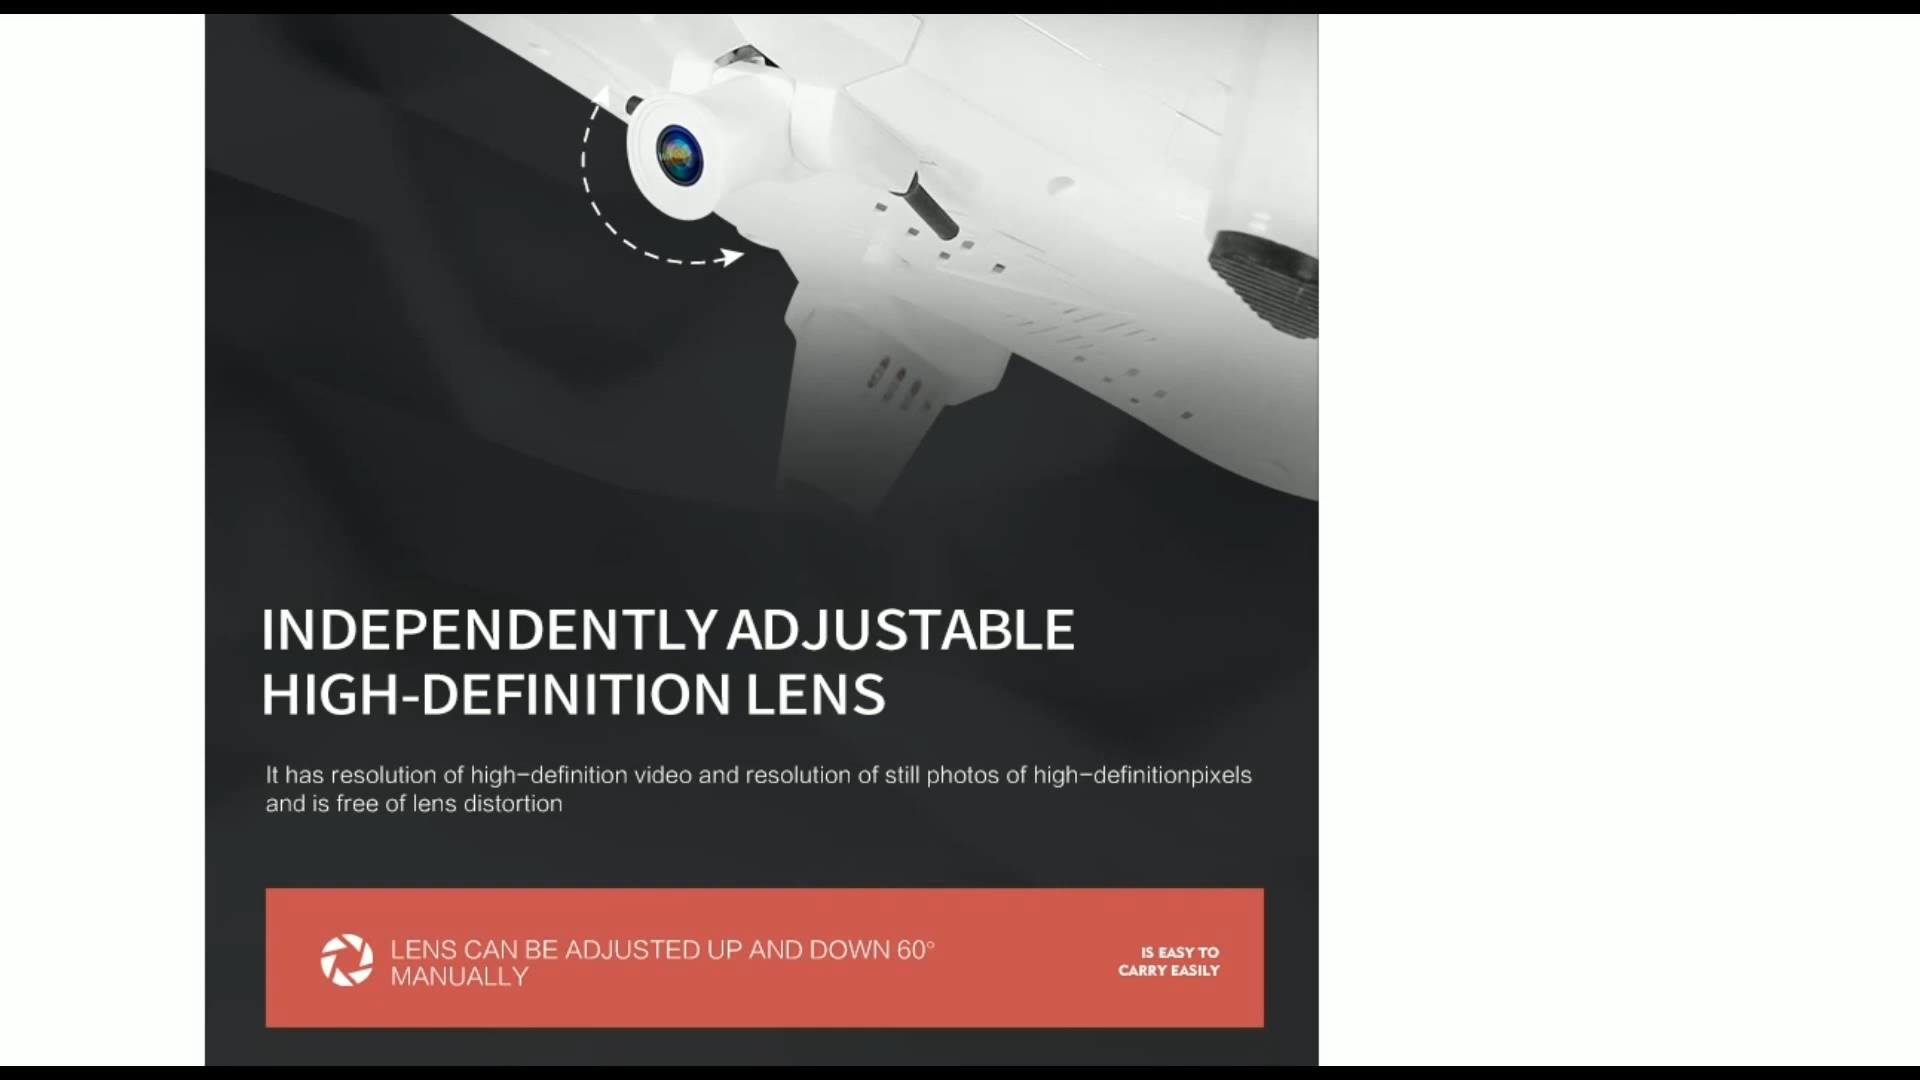 INDEPENDENTLY ADJUSTABLE
HIGH-DEFINITION LENS
It has resolution of high-definition video and resolution of still photos of high-definitionpixels
and is free of lens distortion
LENS CAN BE ADJUSTED UP AND DOWN 60°
MANUALLY
IS EASY TO
CARRY EASILY